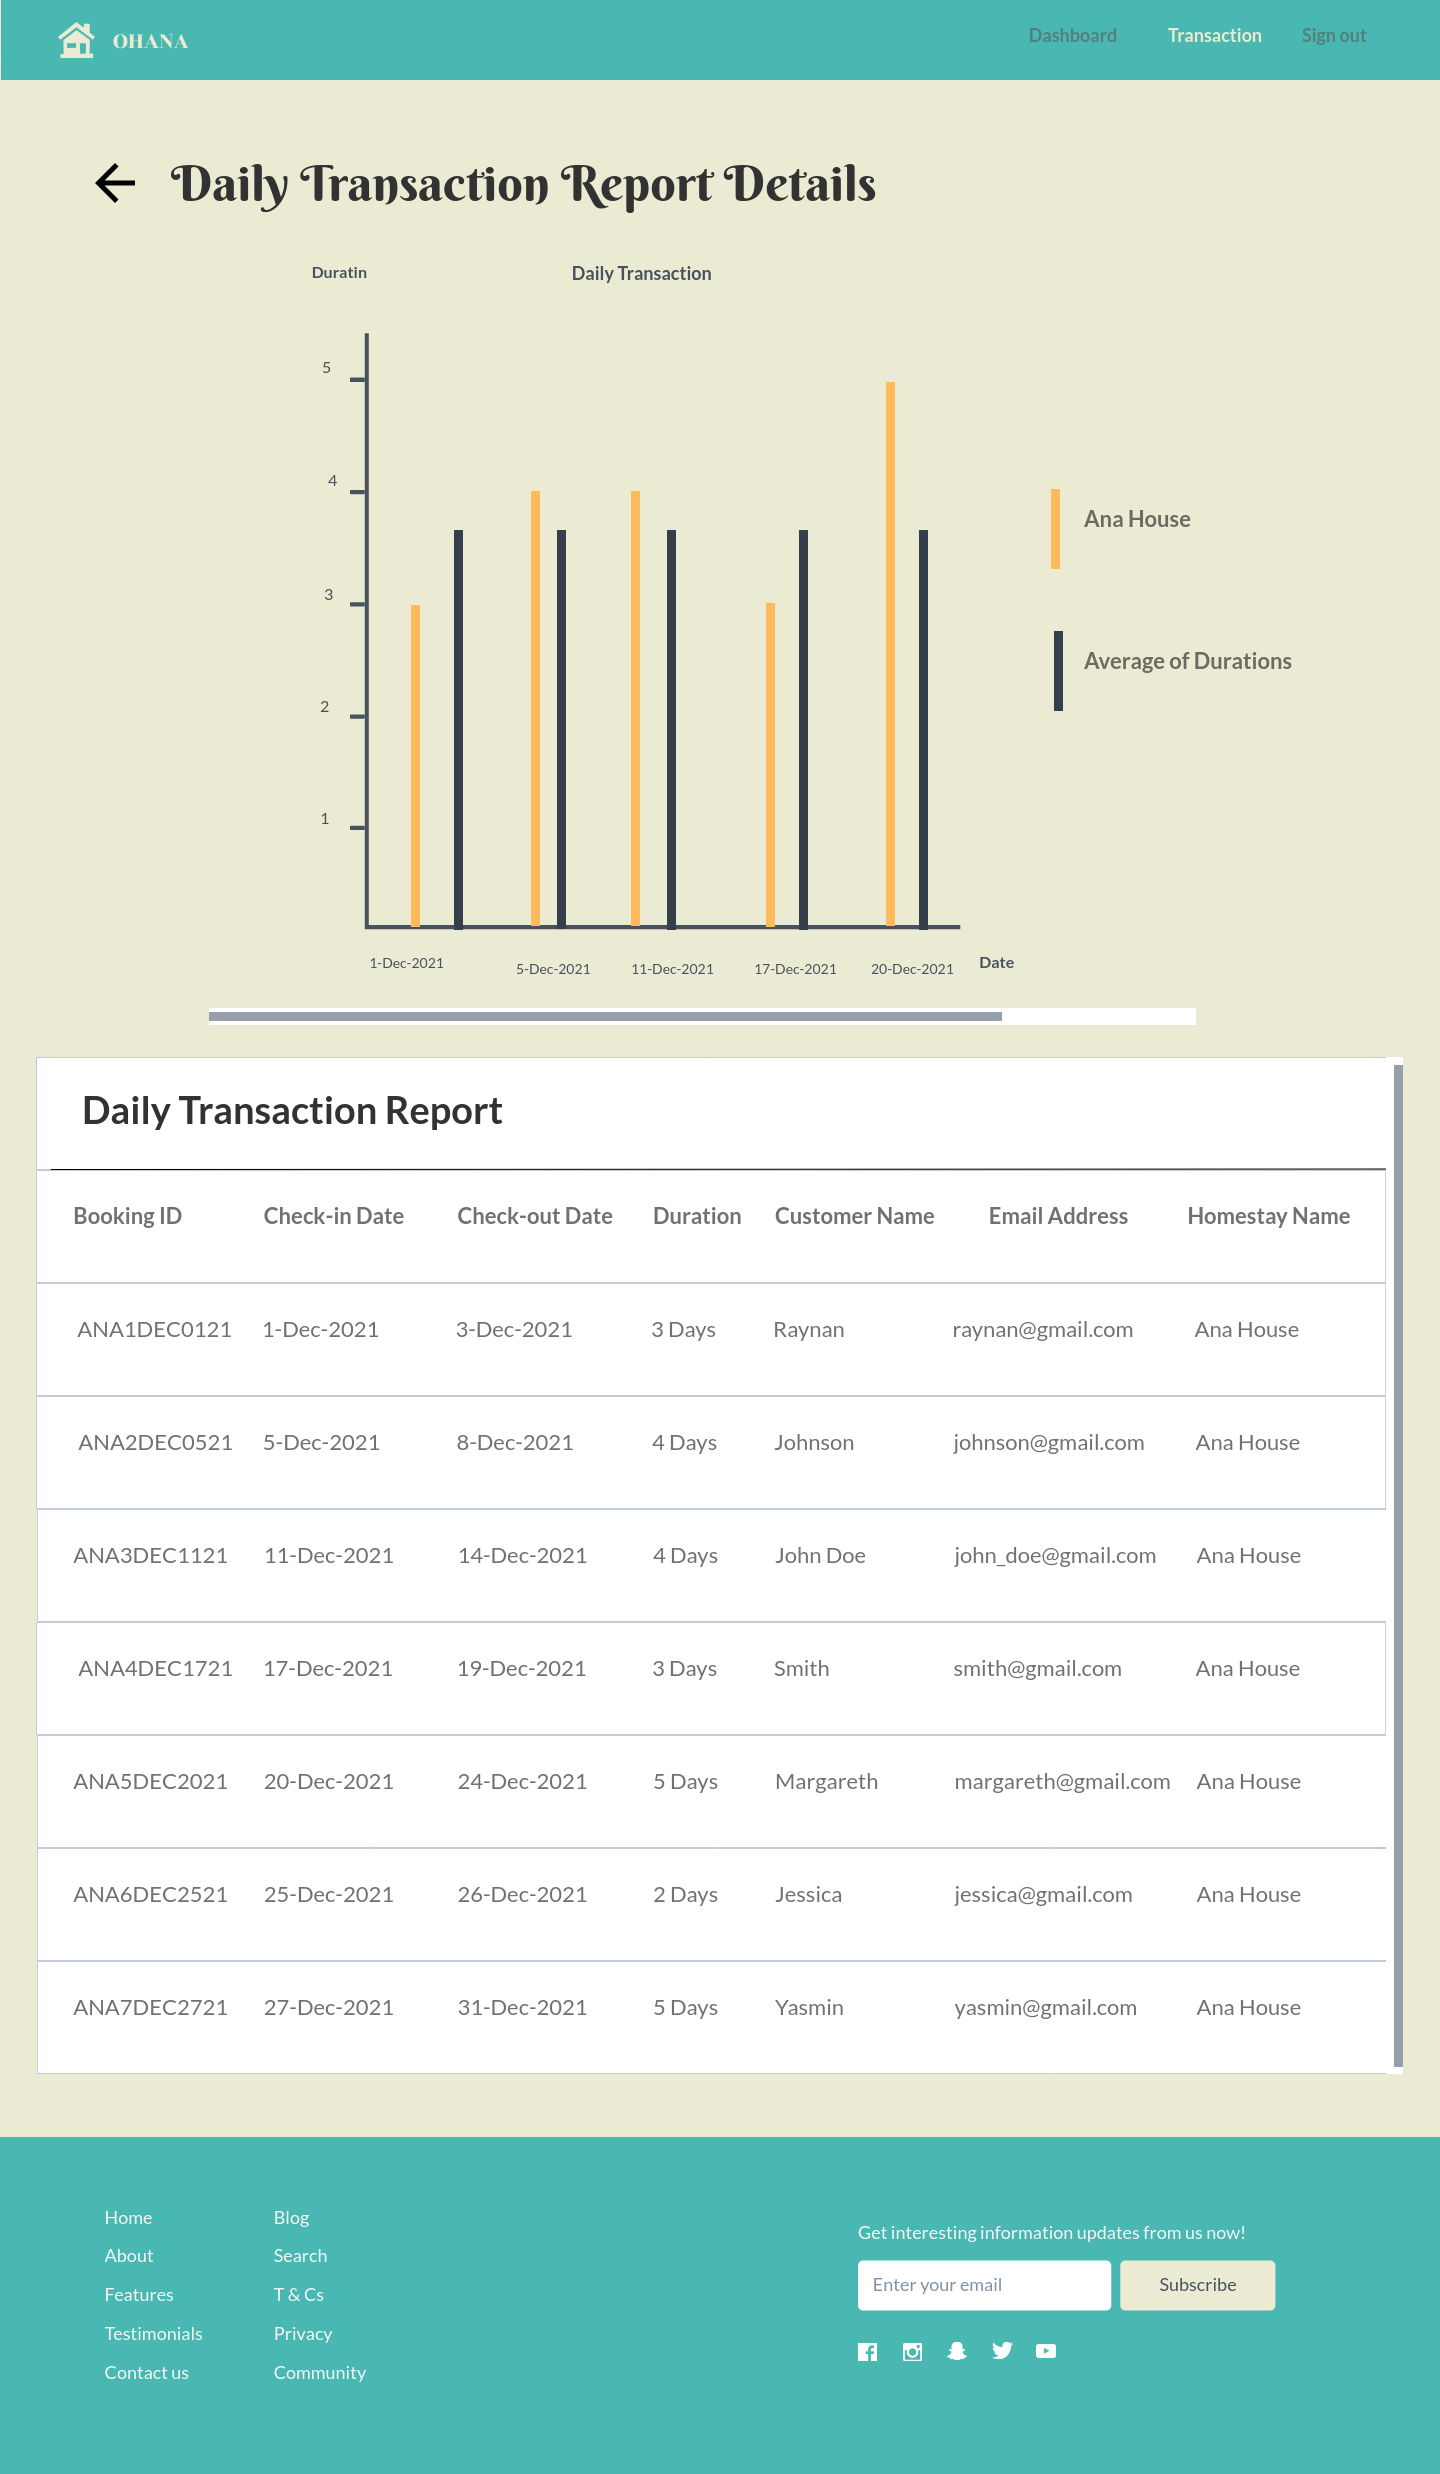 OHANA
Dashboard Transaction Sign out
Daily Transaction Report Details
Duratin Daily Transaction
5
4
3
2
1
Ana House
Average of Durations
1-Dec-2021 5-Dec-2021 11-Dec-2021 17-Dec-2021 20-Dec-2021 Date
Daily Transaction Report
Booking ID Check-in Date Check-out Date Duration Customer Name Email Address Homestay Name
ANA1DEC0121 1-Dec-2021 3-Dec-2021 3 Days Raynan raynan@gmail.com Ana House
ANA2DEC0521 5-Dec-2021 8-Dec-2021 4 Days Johnson johnson@gmail.com Ana House
ANA3DEC1121 11-Dec-2021 14-Dec-2021 4 Days John Doe john_doe@gmail.com Ana House
ANA4DEC1721 17-Dec-2021 19-Dec-2021 3 Days Smith smith@gmail.com Ana House
ANA5DEC2021 20-Dec-2021 24-Dec-2021 5 Days Margareth margareth@gmail.com Ana House
ANA6DEC2521 25-Dec-2021 26-Dec-2021 2 Days Jessica jessica@gmail.com Ana House
ANA7DEC2721 27-Dec-2021 31-Dec-2021 5 Days Yasmin yasmin@gmail.com Ana House
Home
About
Features
Testimonials
Contact us
Blog
Search
T & Cs
Privacy
Community
Get interesting information updates from us now!
Enter your email Subscribe